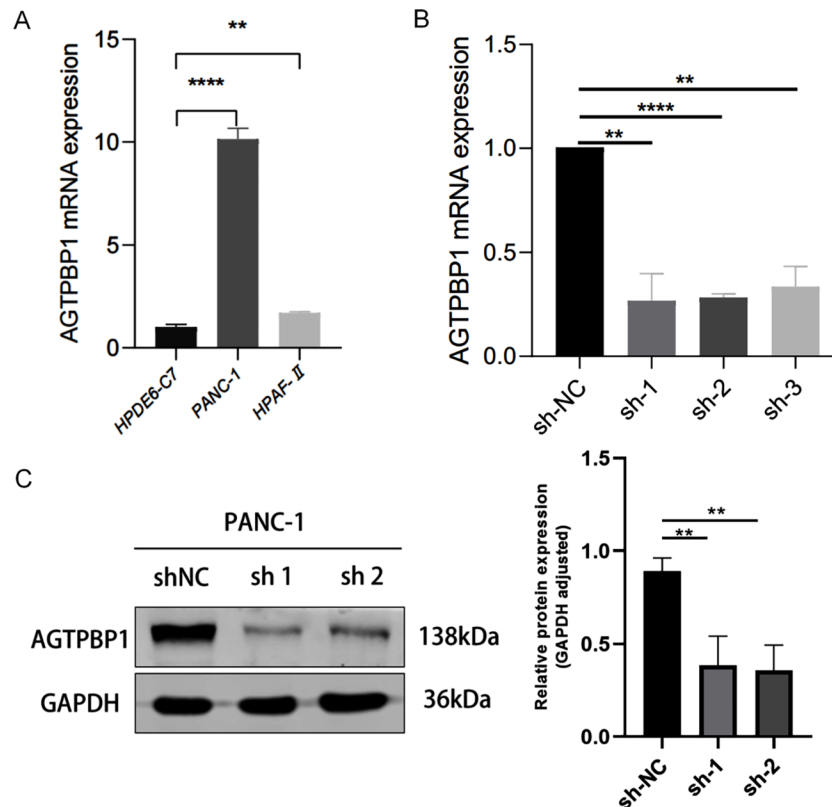 A
AGTPBP1 mRNA expression
15
10
5
0
**
****
HPDE6-C7
PANC-1
HPAF-Ⅱ
B
AGTPBP1 mRNA expression
1.5
1.0
0.5
0.0
**
****
**
sh-NC
sh-1
sh-2
sh-3
C
PANC-1
shNC sh 1 sh 2
AGTPBP1 138kDa
GAPDH 36kDa
Relative protein expression
(GAPDH adjusted)
1.5
1.0
0.5
0.0
**
**
sh-NC
sh-1
sh-2